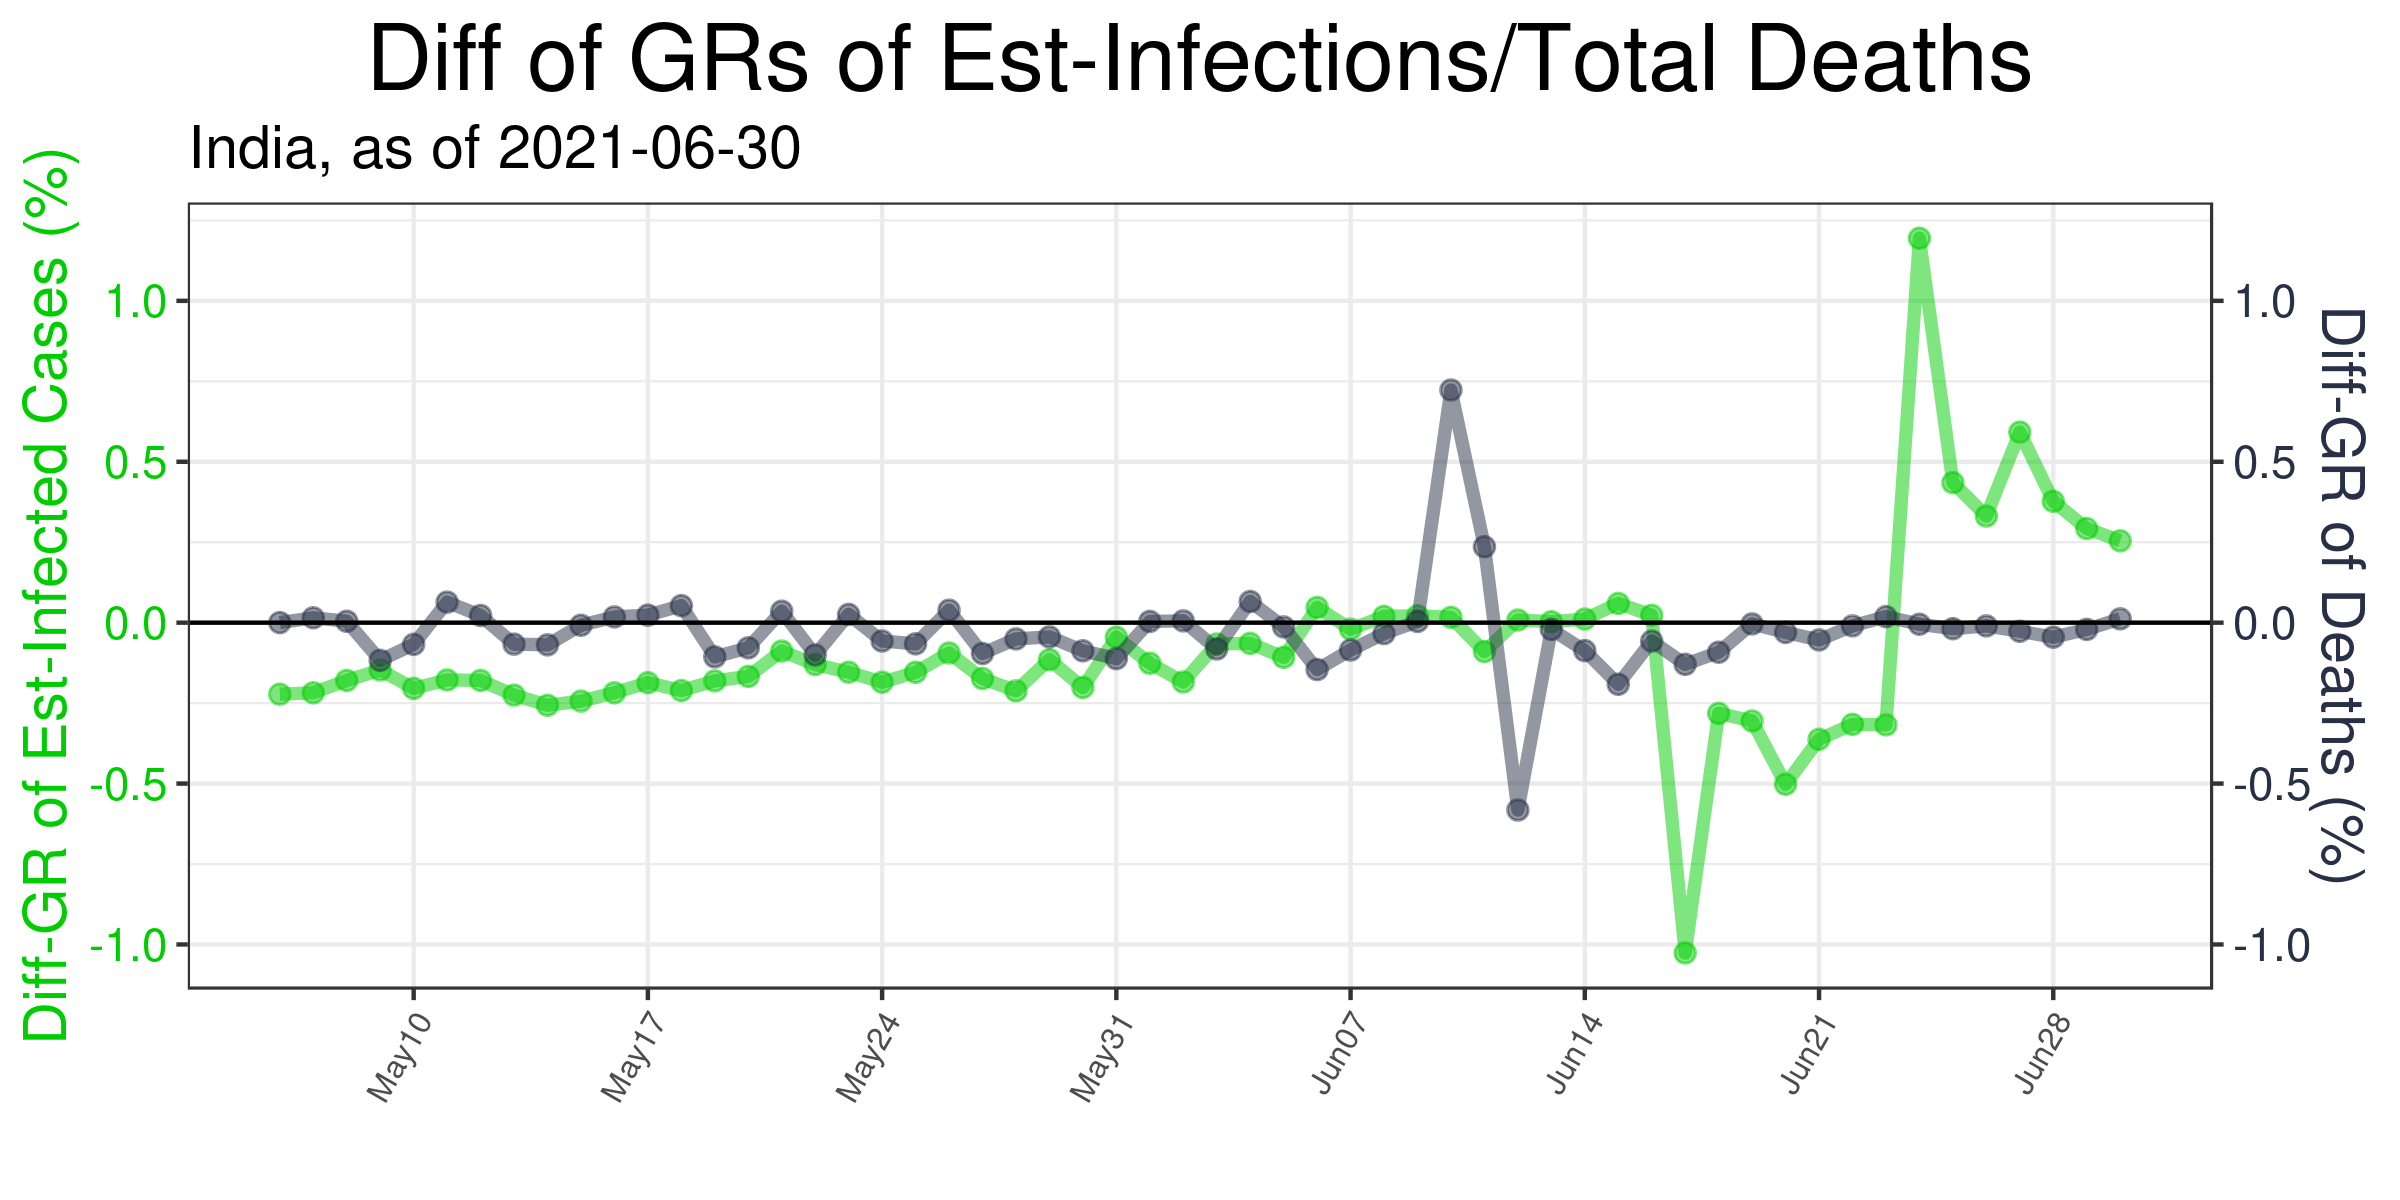 Diff of GRs of Est-Infections/Total Deaths
India, as of 2021-06-30
Diff-GR of Est-Infected Cases (%)
1.0
0.5
0.0
-0.5
-1.0
1.0
0.5
0.0
-0.5
-1.0
Diff-GR of Deaths (%)
May10
May17
May24
May31
Jun07
Jun14
Jun21
Jun28